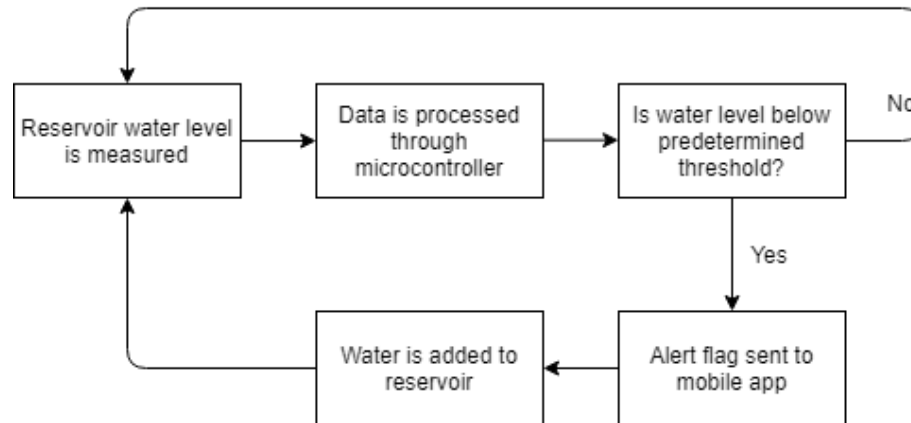 Reservoir water level
is measured
Data is processed
through
microcontroller
Is water level below
predetermined
threshold?
No
Yes
Water is added to
reservoir
Alert flag sent to
mobile app